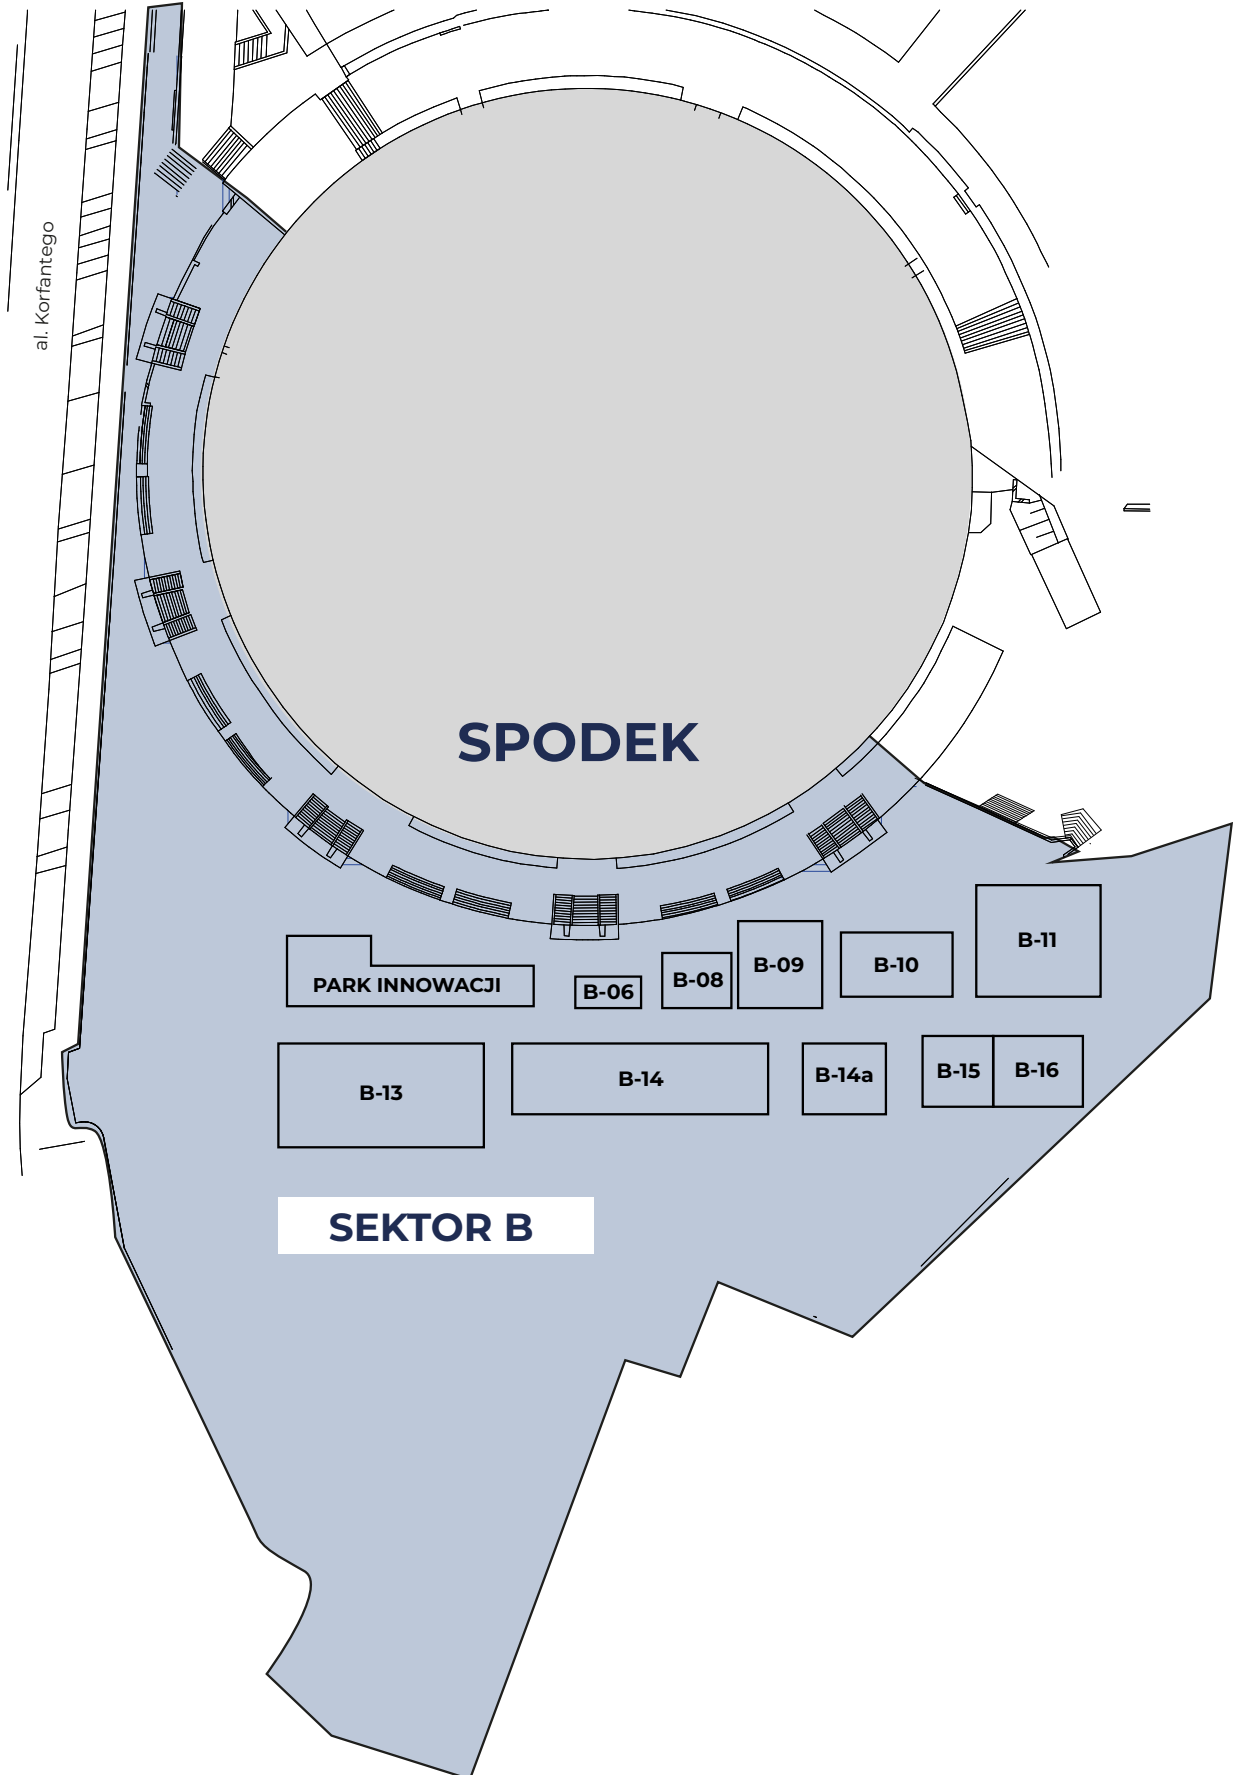 al. Korfantego
SPODEK
B-11
B-09
B-10
PARK INNOWACJI
B-06
B-08
B-13
B-14
B-14a
B-15
B-16
SEKTOR B